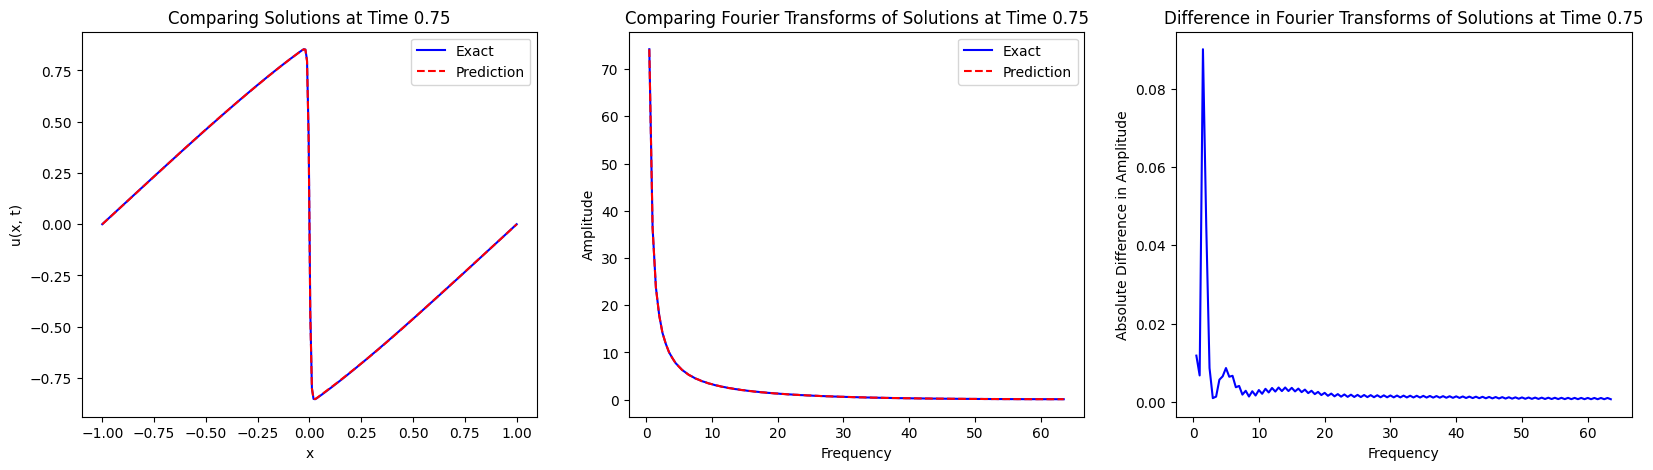 Comparing Solutions at Time 0.75
u(x, t)
0.75
0.50
0.25
0.00
−0.25
−0.50
−0.75
−1.00 −0.75 −0.50 −0.25 0.00 0.25 0.50 0.75 1.00
x
Exact
Prediction
Comparing Fourier Transforms of Solutions at Time 0.75
Amplitude
70
60
50
40
30
20
10
0
0 10 20 30 40 50 60
Frequency
Exact
Prediction
Difference in Fourier Transforms of Solutions at Time 0.75
Absolute Difference in Amplitude
0.08
0.06
0.04
0.02
0.00
0 10 20 30 40 50 60
Frequency